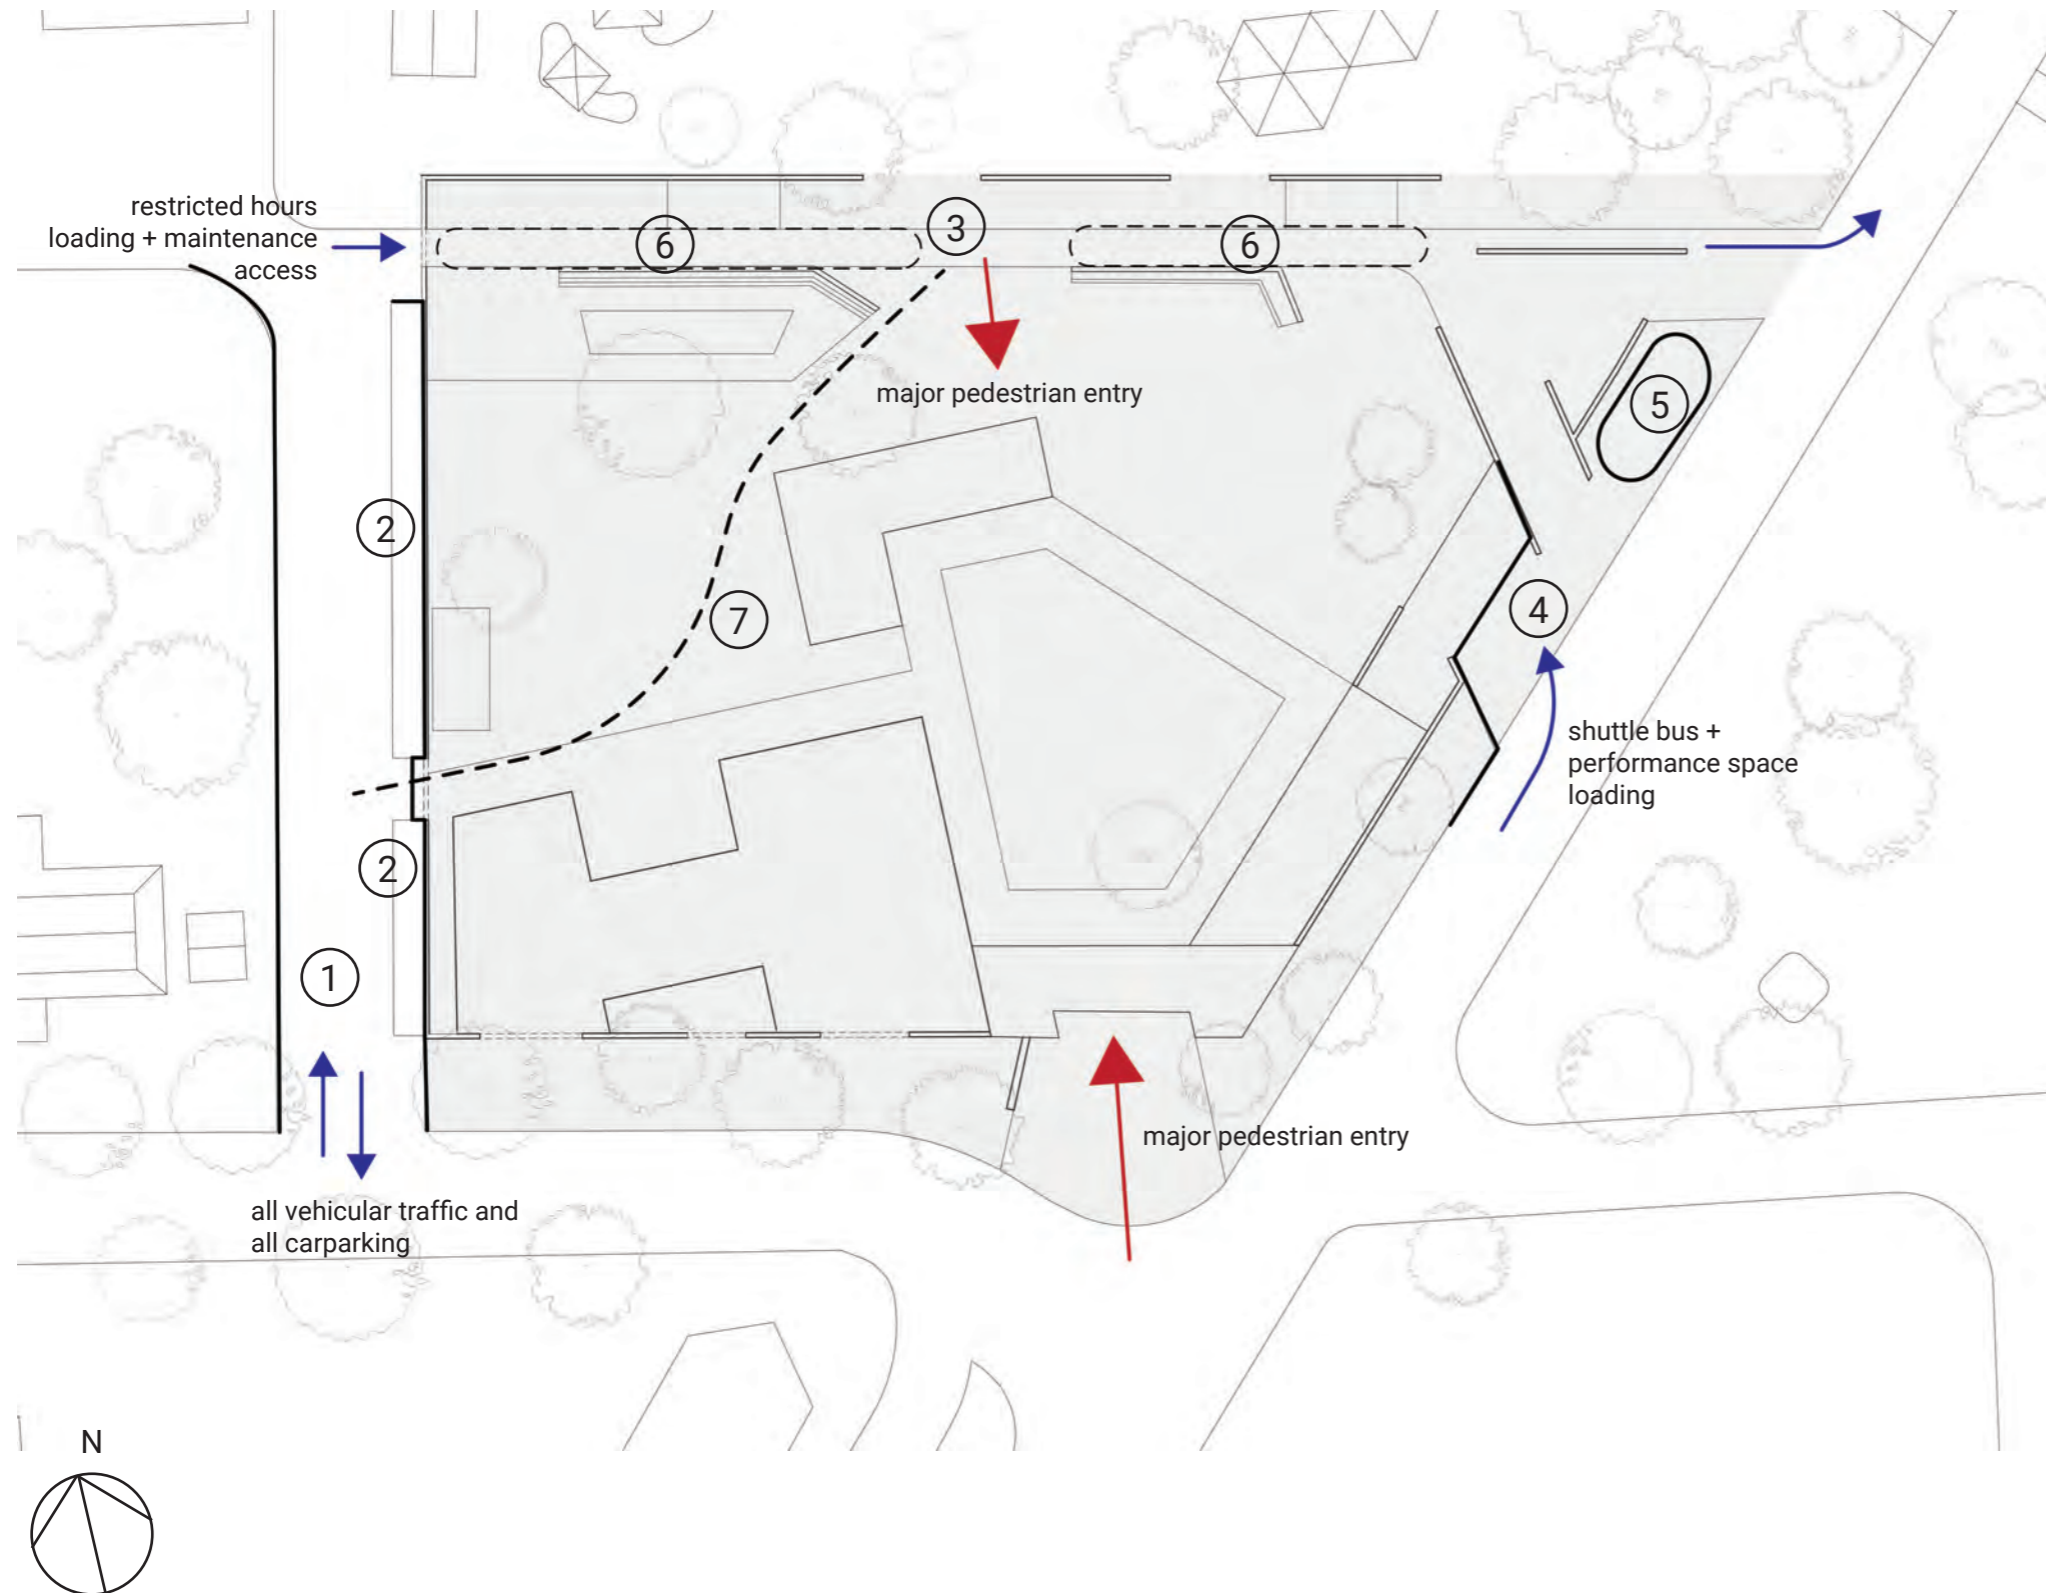 restricted hours
loading + maintenance
access
6
3
6
major pedestrian entry
5
2
4
7
shuttle bus +
performance space
loading
2
1
major pedestrian entry
all vehicular traffic and
all carparking
N